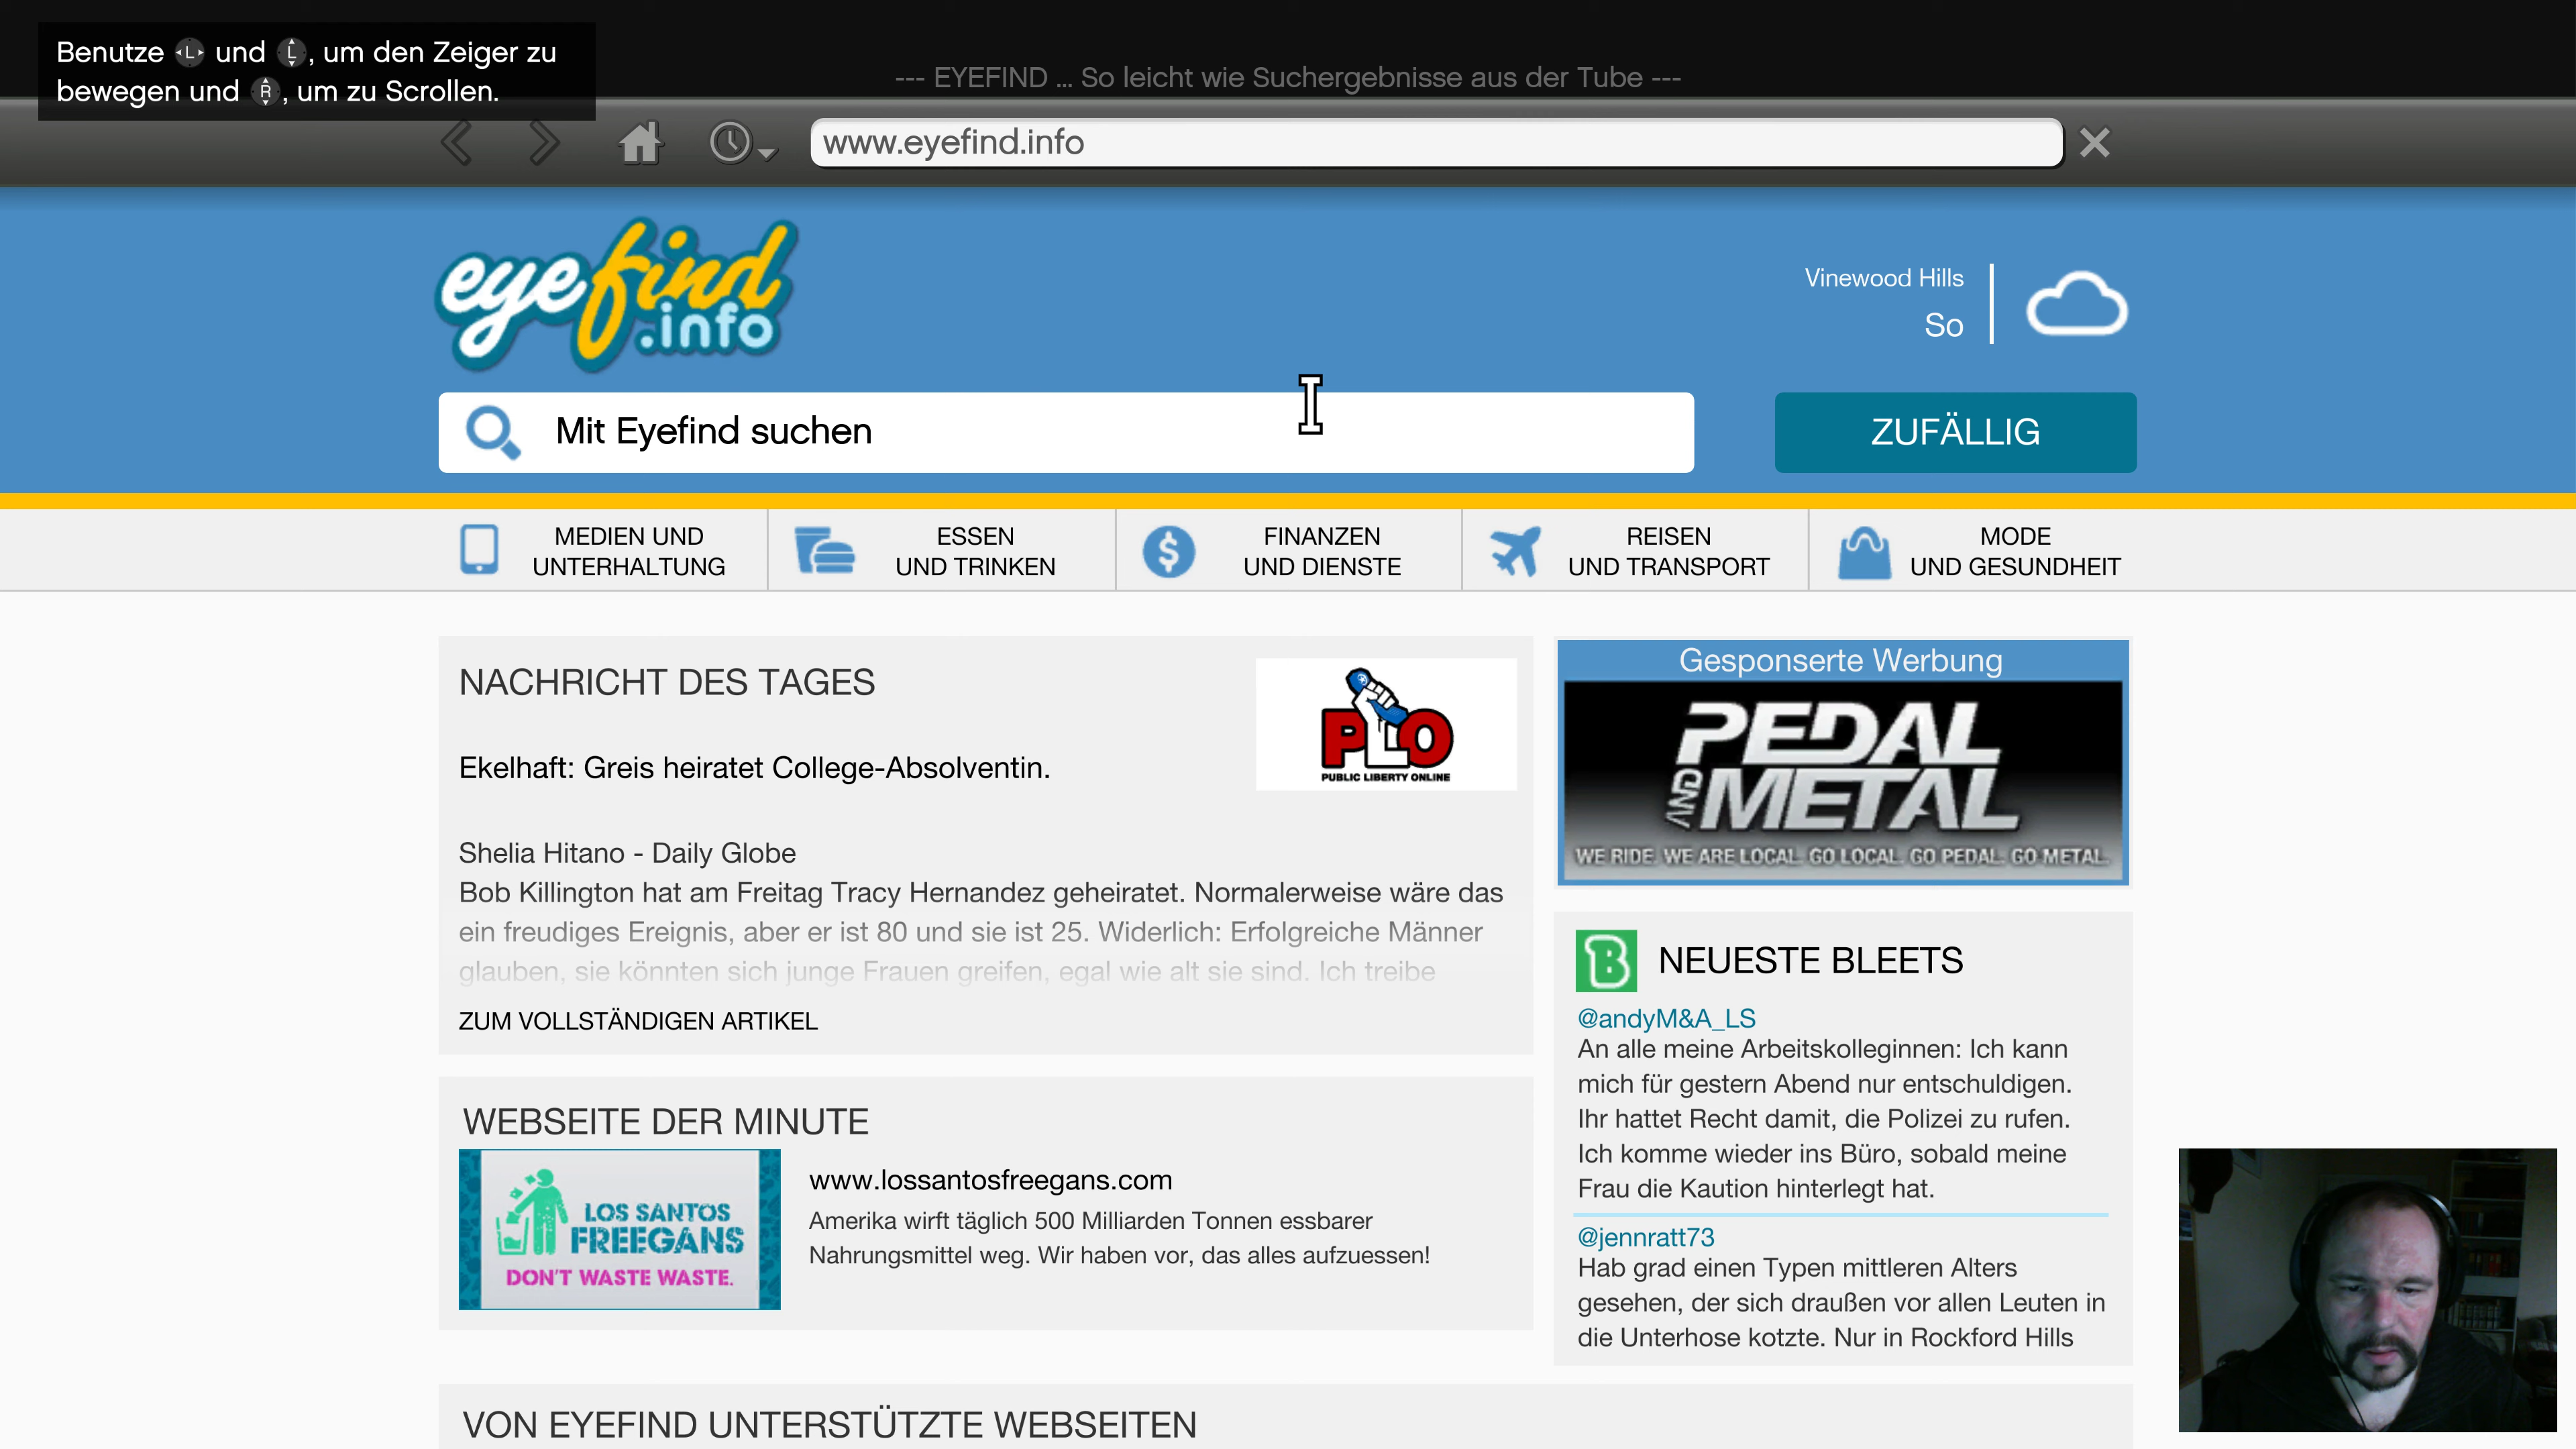 Benutze L und L, um den Zeiger zu
bewegen und R, um zu Scrollen.
--- EYEFIND ... So leicht wie Suchergebnisse aus der Tube ---
www.eyefind.info
eyefind
.info
Vinewood Hills
So
Mit Eyefind suchen
ZUFÄLLIG
MEDIEN UND
UNTERHALTUNG
ESSEN
UND TRINKEN
FINANZEN
UND DIENSTE
REISEN
UND TRANSPORT
MODE
UND GESUNDHEIT
NACHRICHT DES TAGES
PLO
PUBLIC LIBERTY ONLINE
Ekelhaft: Greis heiratet College-Absolventin.
Shelia Hitano - Daily Globe
Bob Killington hat am Freitag Tracy Hernandez geheiratet. Normalerweise wäre das
ein freudiges Ereignis, aber er ist 80 und sie ist 25. Widerlich: Erfolgreiche Männer
glauben, sie könnten sich junge Frauen greifen, egal wie alt sie sind. Ich treibe
ZUM VOLLSTÄNDIGEN ARTIKEL
Gesponserte Werbung
PEDAL
AND METAL
WE RIDE. WE ARE LOCAL. GO LOCAL. GO PEDAL. GO METAL.
WEBSEITE DER MINUTE
LOS SANTOS
FREEGANS
DON'T WASTE WASTE.
www.lossantosfreegans.com
Amerika wirft täglich 500 Milliarden Tonnen essbarer
Nahrungsmittel weg. Wir haben vor, das alles aufzuessen!
B
NEUESTE BLEETS
@andyM&A_LS
An alle meine Arbeitskolleginnen: Ich kann
mich für gestern Abend nur entschuldigen.
Ihr hattet Recht damit, die Polizei zu rufen.
Ich komme wieder ins Büro, sobald meine
Frau die Kaution hinterlegt hat.
@jennratt73
Hab grad einen Typen mittleren Alters
gesehen, der sich draußen vor allen Leuten in
die Unterhose kotzte. Nur in Rockford Hills
VON EYEFIND UNTERSTÜTZTE WEBSEITEN